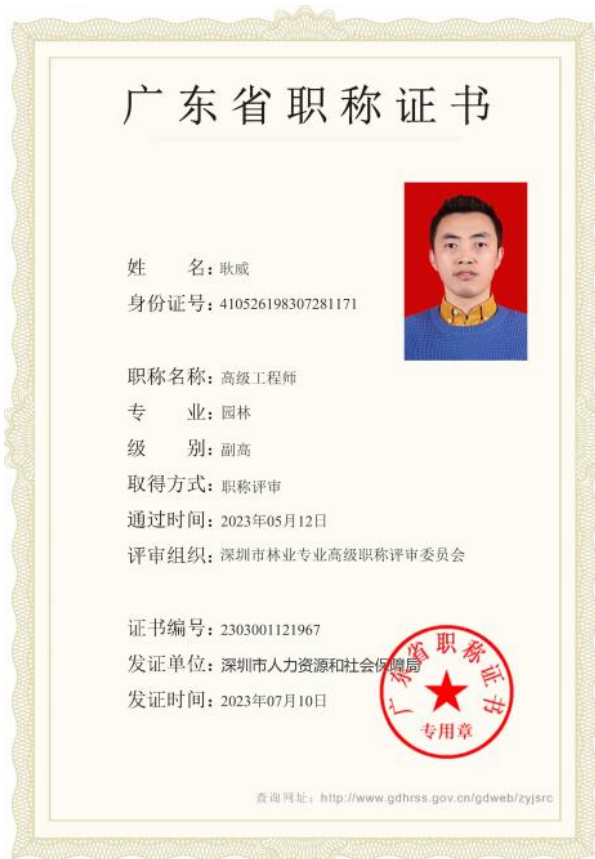 广东省职称证书
姓 名：耿威
身份证号：410526198307281171
职称名称：高级工程师
专 业：园林
级 别：副高
取得方式：职称评审
通过时间：2023年05月12日
评审组织：深圳市林业专业高级职称评审委员会
证书编号：2303001121967
发证单位：深圳市人力资源和社会保障局
发证时间：2023年07月10日
广东省职称证书
专用章
查询网址：http://www.gdhrss.gov.cn/gdweb/zyjsrc